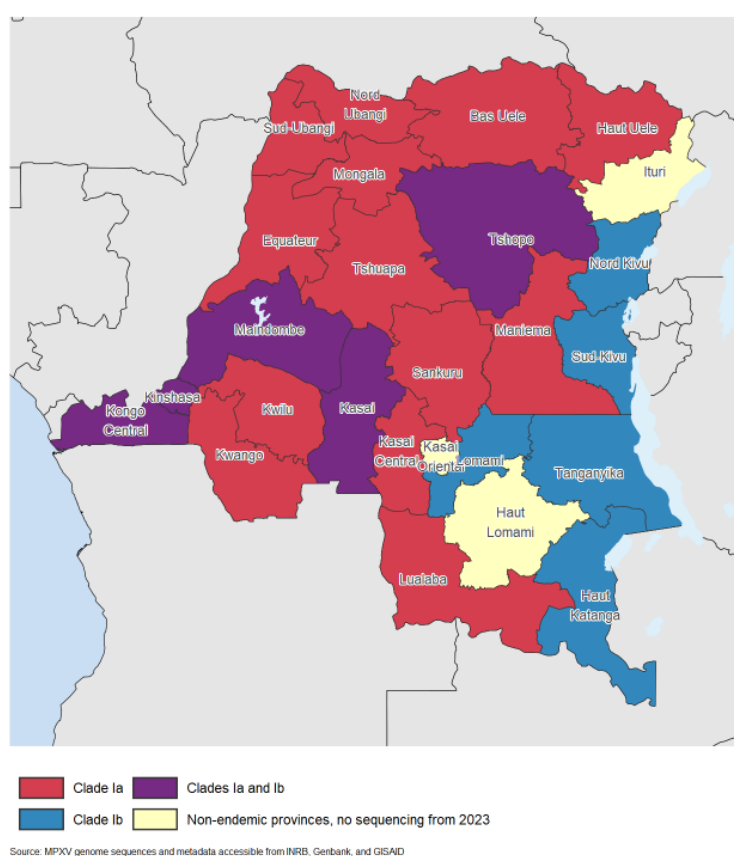 Nord
Ubangi
Sud-Ubangi
Bas Uele
Haut Uele
Mongala
Ituri
Equateur
Tshuapa
Tshopo
Nord Kivu
Maindombe
Maniema
Sud-Kivu
Sankuru
Kinshasa
Kongo
Central
Kwilu
Kasai
Kwango
Kasai
Central
Kasai
Oriental
Lomami
Tanganyika
Haut
Lomami
Lualaba
Haut
Katanga
Clade Ia
Clades Ia and Ib
Clade Ib
Non-endemic provinces, no sequencing from 2023
Source: MPXV genome sequences and metadata accessible from INRB, Genbank, and GISAID